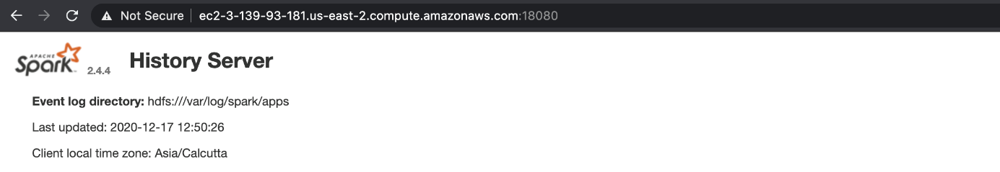 Not Secure ec2-3-139-93-181.us-east-2.compute.amazonaws.com:18080
APACHE Spark 2.4.4 History Server
Event log directory: hdfs:///var/log/spark/apps
Last updated: 2020-12-17 12:50:26
Client local time zone: Asia/Calcutta